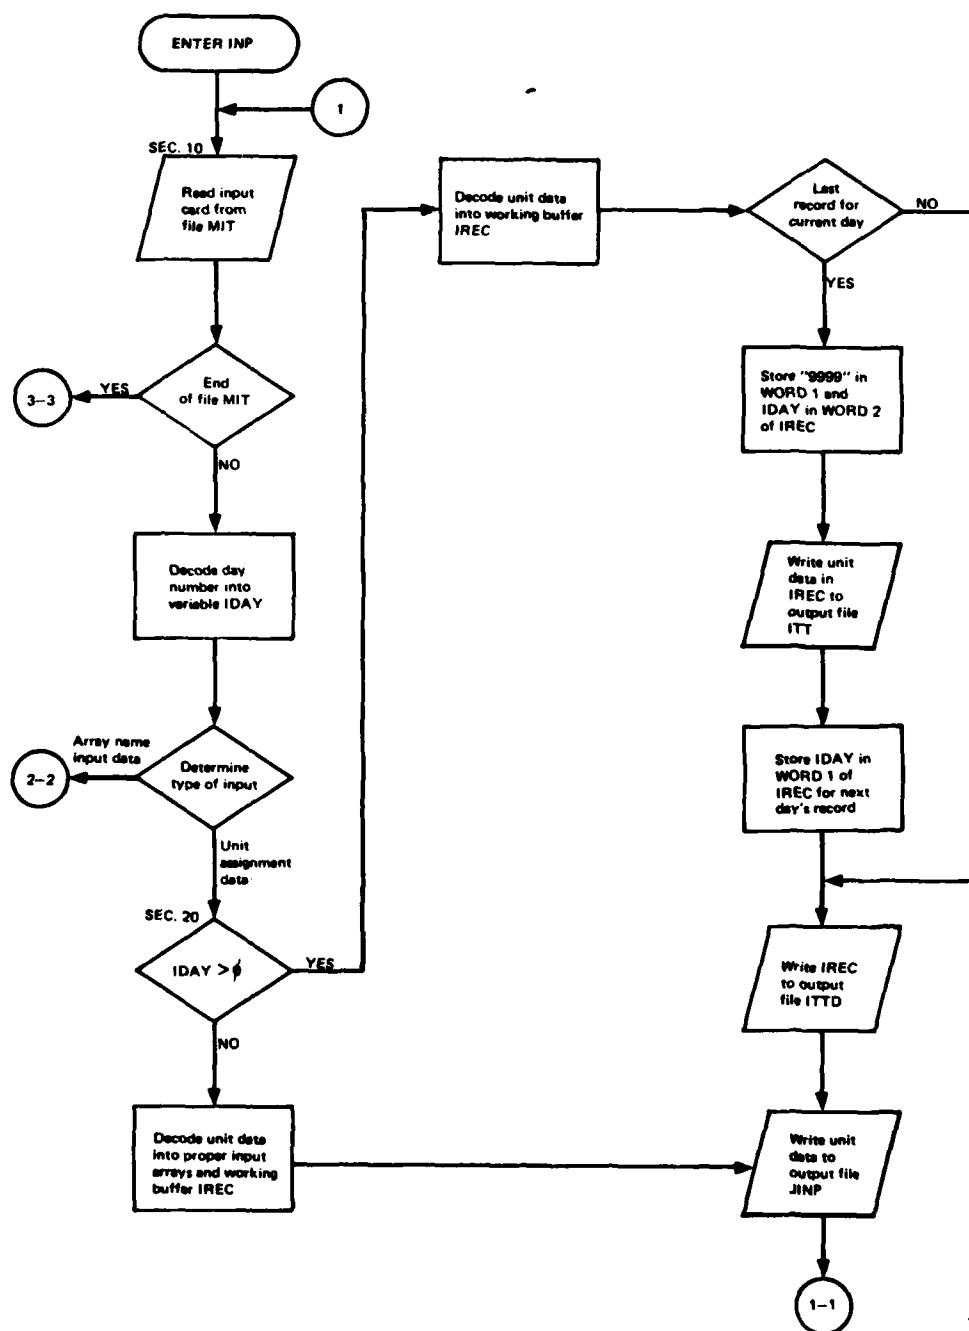 ENTER INP
1
SEC. 10
Read input
card from
file MIT
End
of file MIT
YES
3-3
NO
Decode day
number into
variable IDAY
Array name
input data
2-2
Determine
type of input
Unit
assignment
data
SEC. 20
IDAY > ϕ
YES
NO
Decode unit data
into proper input
arrays and working
buffer IREC
Decode unit data
into working buffer
IREC
Last
record for
current day
NO
YES
Store "9999" in
WORD 1 and
IDAY in WORD 2
of IREC
Write unit
data in
IREC to
output file
ITT
Store IDAY in
WORD 1 of
IREC for next
day's record
Write IREC
to output
file ITTD
Write unit
data to
output file
JINP
1-1